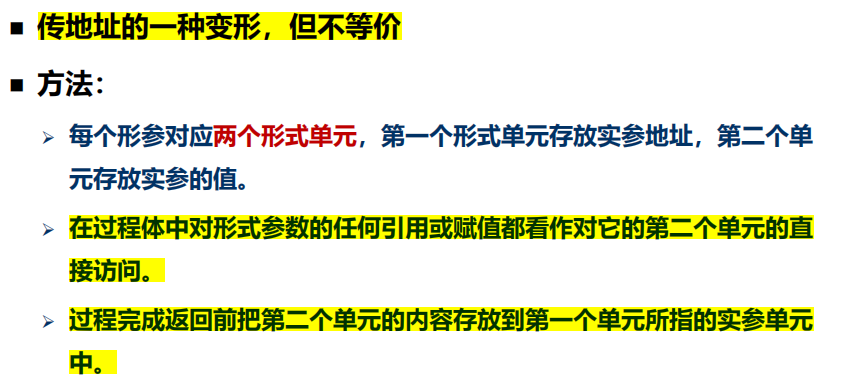 ■ 传地址的一种变形，但不等价
■ 方法：
➢ 每个形参对应两个形式单元，第一个形式单元存放实参地址，第二个单
元存放实参的值。
➢ 在过程体中对形式参数的任何引用或赋值都看作对它的第二个单元的直
接访问。
➢ 过程完成返回前把第二个单元的内容存放到第一个单元所指的实参单元
中。